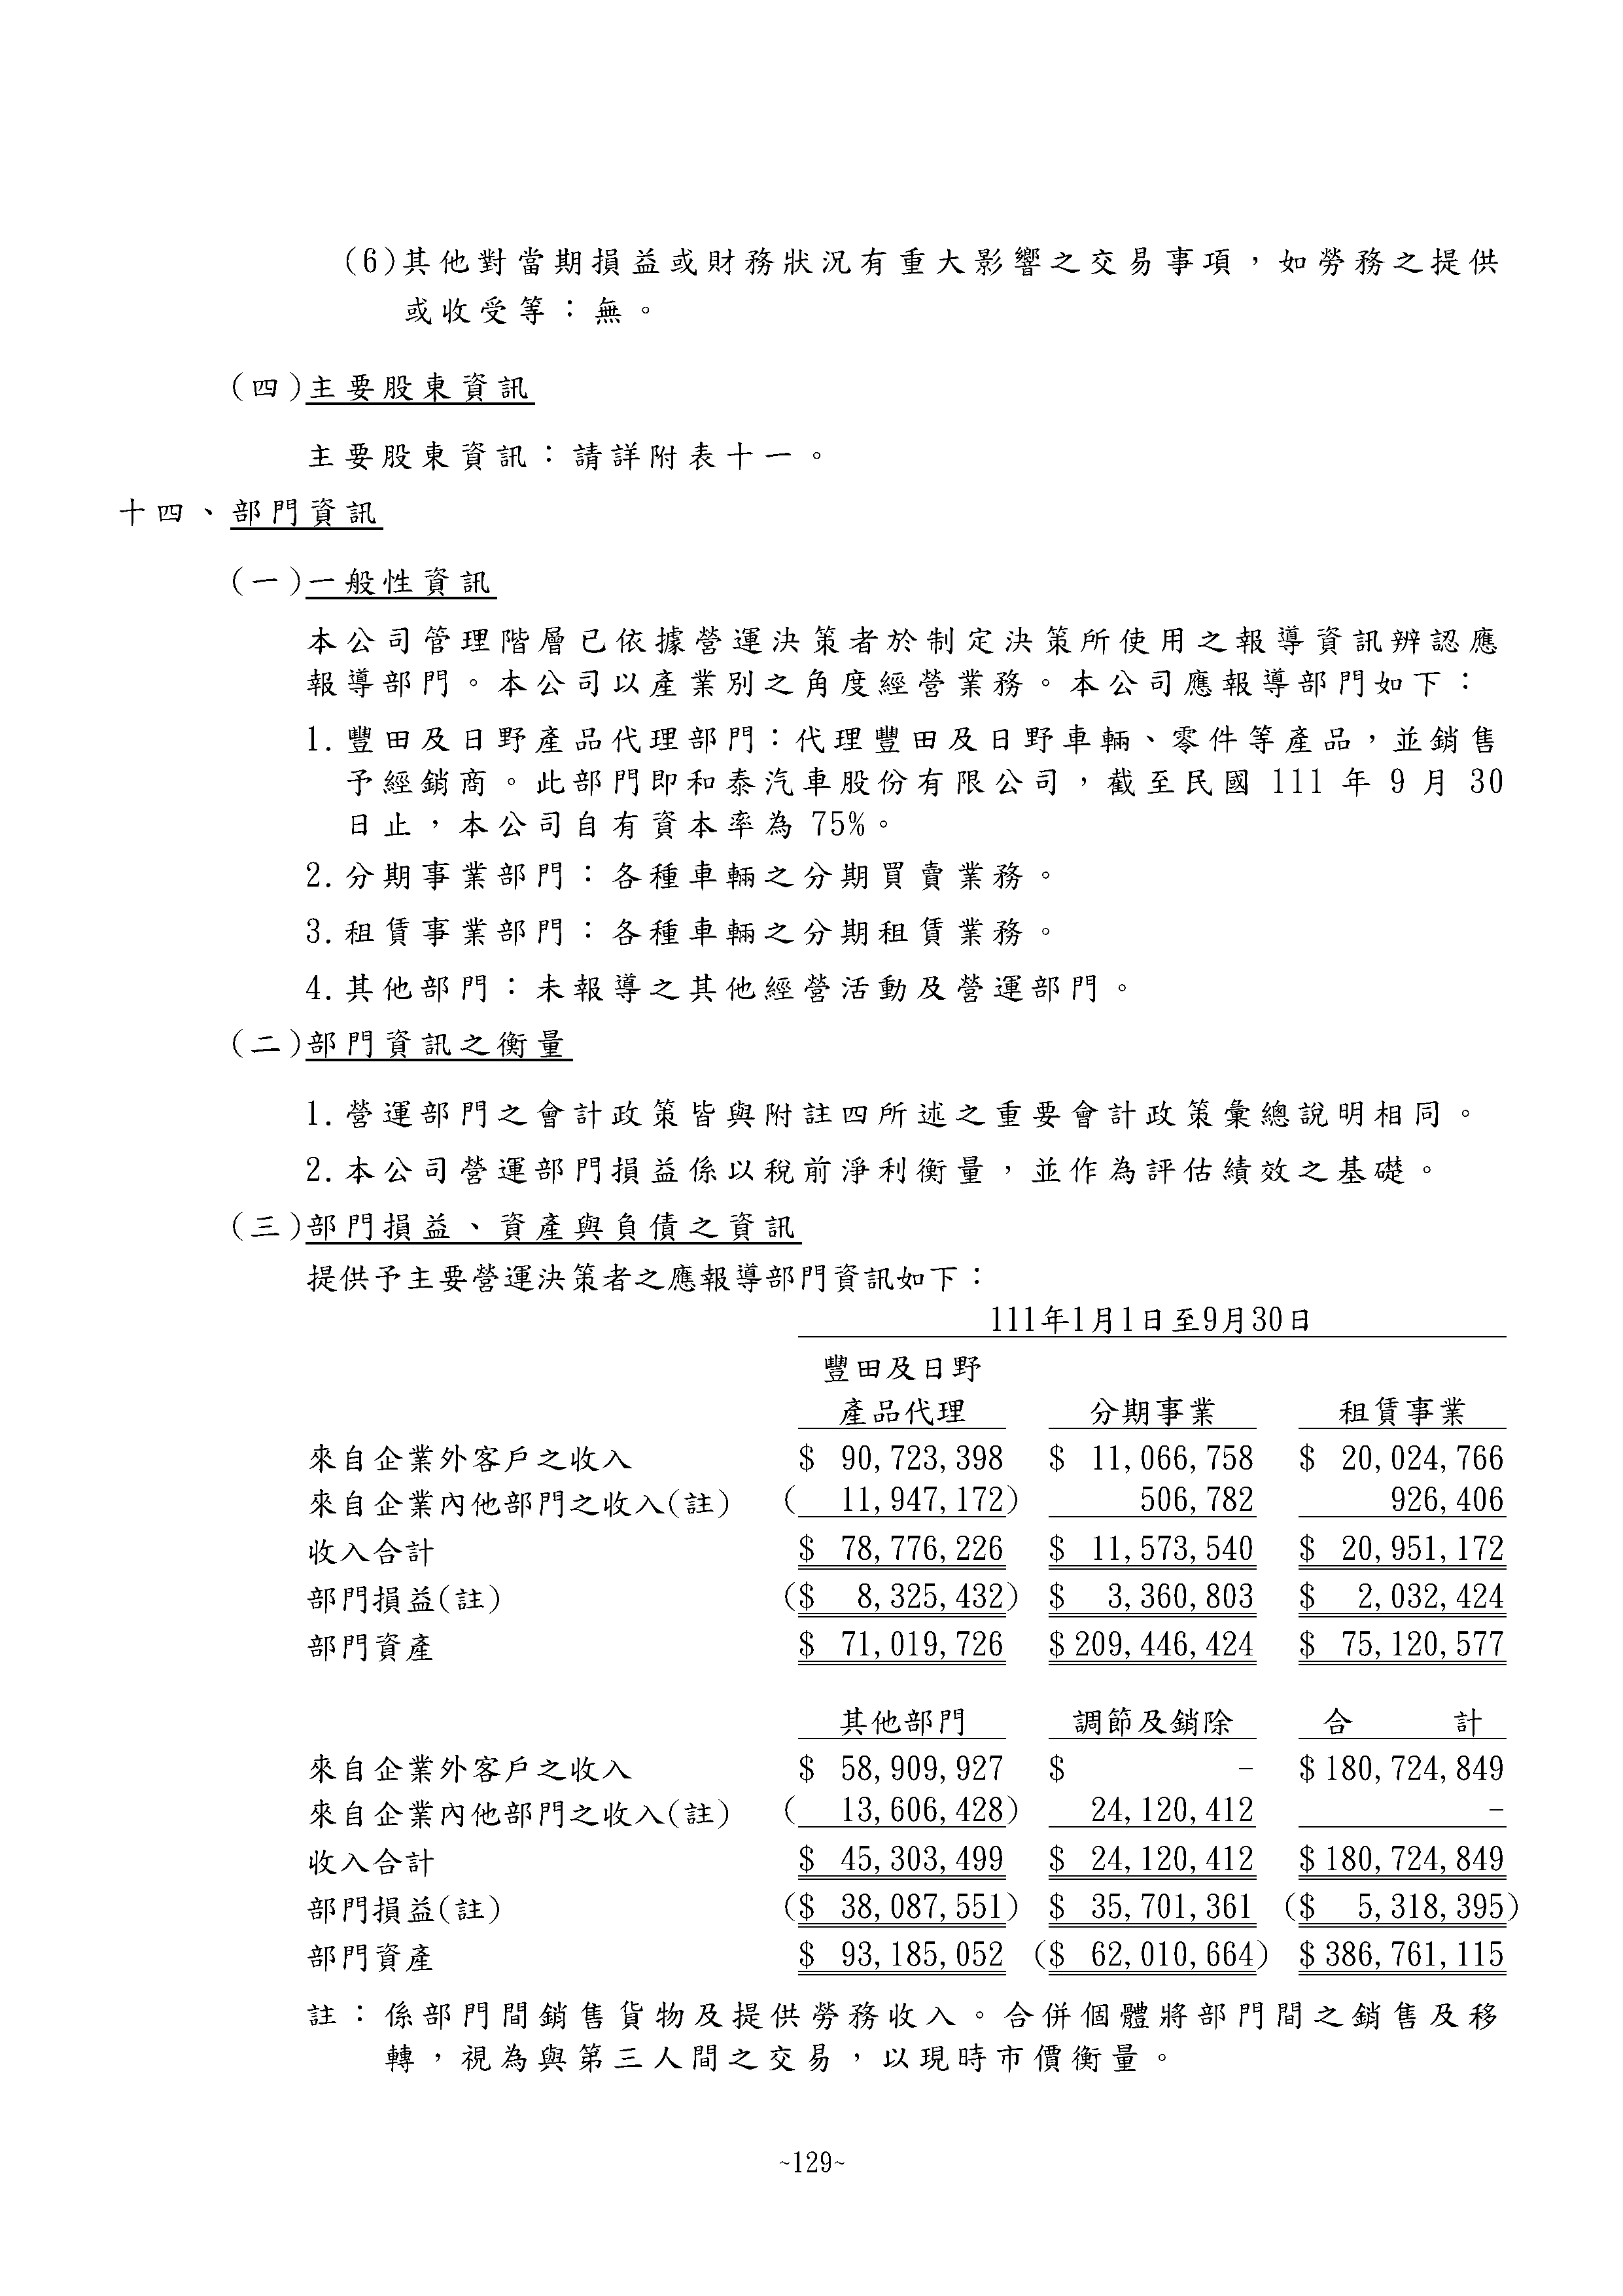 (6)其他對當期損益或財務狀況有重大影響之交易事項，如勞務之提供
或收受等：無。
(四)主要股東資訊
主要股東資訊：請詳附表十一。
十四、部門資訊
(一)一般性資訊
本公司管理階層已依據營運決策者於制定決策所使用之報導資訊辨認應
報導部門。本公司以產業別之角度經營業務。本公司應報導部門如下：
1.豐田及日野產品代理部門：代理豐田及日野車輛、零件等產品，並銷售
予經銷商。此部門即和泰汽車股份有限公司，截至民國 111 年 9 月 30
日止，本公司自有資本率為 75%。
2.分期事業部門：各種車輛之分期買賣業務。
3.租賃事業部門：各種車輛之分期租賃業務。
4.其他部門：未報導之其他經營活動及營運部門。
(二)部門資訊之衡量
1.營運部門之會計政策皆與附註四所述之重要會計政策彙總說明相同。
2.本公司營運部門損益係以稅前淨利衡量，並作為評估績效之基礎。
(三)部門損益、資產與負債之資訊
提供予主要營運決策者之應報導部門資訊如下：
111年1月1日至9月30日
豐田及日野
產品代理 分期事業 租賃事業
來自企業外客戶之收入 $ 90,723,398 $ 11,066,758 $ 20,024,766
來自企業內他部門之收入(註) ( 11,947,172) 506,782 926,406
收入合計 $ 78,776,226 $ 11,573,540 $ 20,951,172
部門損益(註) ($ 8,325,432) $ 3,360,803 $ 2,032,424
部門資產 $ 71,019,726 $ 209,446,424 $ 75,120,577
其他部門 調節及銷除 合 計
來自企業外客戶之收入 $ 58,909,927 $ - $ 180,724,849
來自企業內他部門之收入(註) ( 13,606,428) 24,120,412 -
收入合計 $ 45,303,499 $ 24,120,412 $ 180,724,849
部門損益(註) ($ 38,087,551) $ 35,701,361 ($ 5,318,395)
部門資產 $ 93,185,052 ($ 62,010,664) $ 386,761,115
註：係部門間銷售貨物及提供勞務收入。合併個體將部門間之銷售及移
轉，視為與第三人間之交易，以現時市價衡量。
~129~